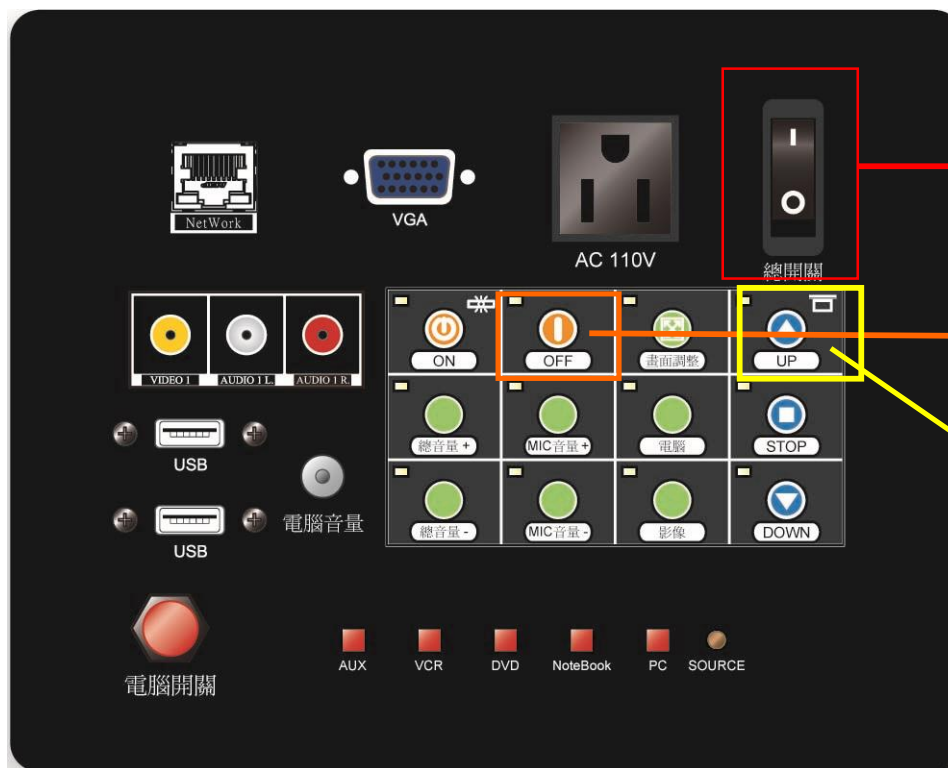 NetWork
VGA
AC 110V
總開關
VIDEO 1
AUDIO 1 L.
AUDIO 1 R.
ON
OFF
畫面調整
UP
總音量 +
MIC音量 +
電腦
STOP
總音量 -
MIC音量 -
影像
DOWN
USB
USB
電腦音量
電腦開關
AUX
VCR
DVD
NoteBook
PC
SOURCE